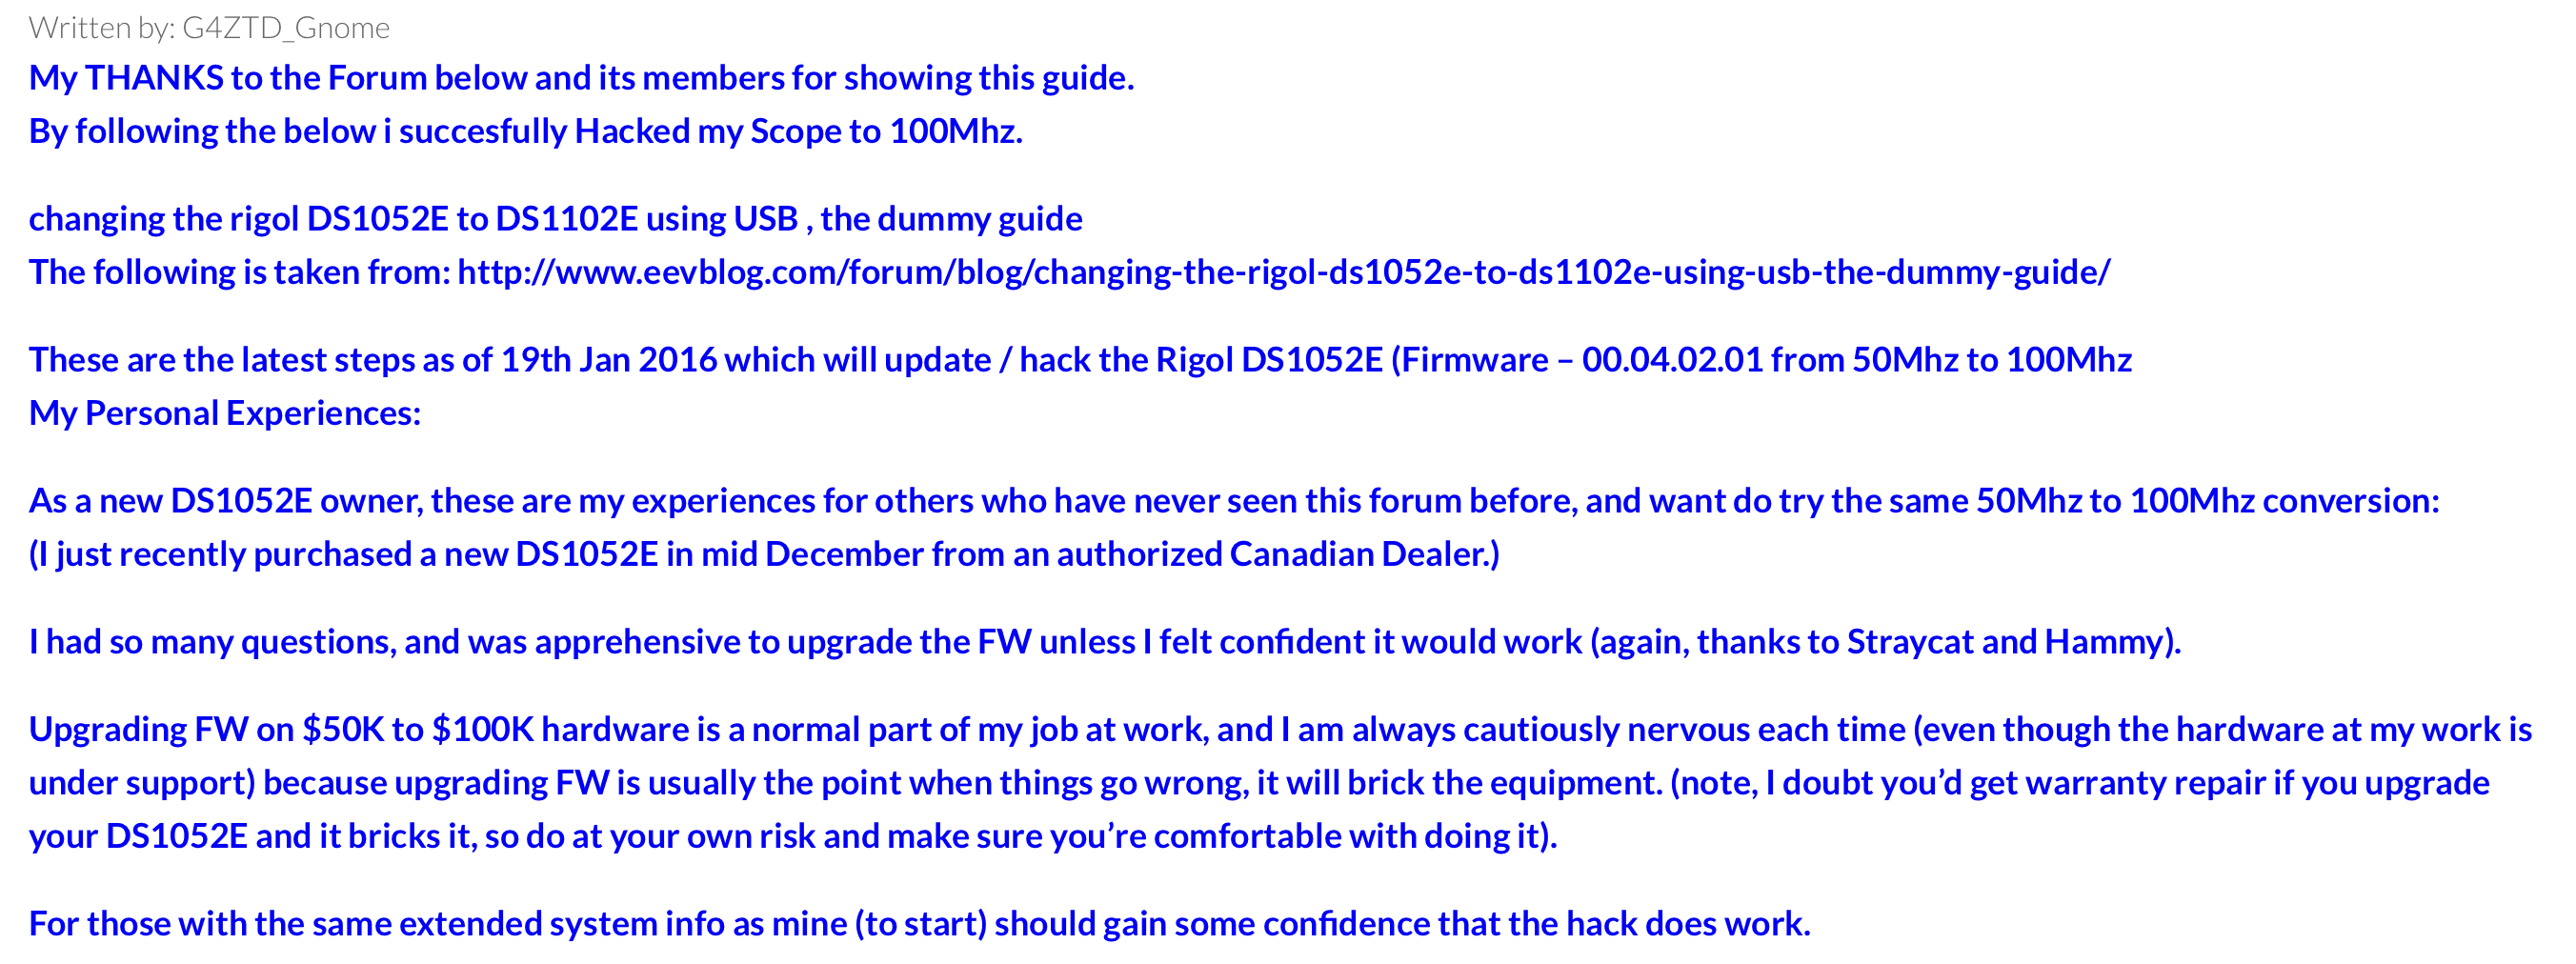 Written by: G4ZTD_Gnome
My THANKS to the Forum below and its members for showing this guide.
By following the below i succesfully Hacked my Scope to 100Mhz.
changing the rigol DS1052E to DS1102E using USB , the dummy guide
The following is taken from: http://www.eevblog.com/forum/blog/changing-the-rigol-ds1052e-to-ds1102e-using-usb-the-dummy-guide/
These are the latest steps as of 19th Jan 2016 which will update / hack the Rigol DS1052E (Firmware – 00.04.02.01 from 50Mhz to 100Mhz
My Personal Experiences:
As a new DS1052E owner, these are my experiences for others who have never seen this forum before, and want do try the same 50Mhz to 100Mhz conversion:
(I just recently purchased a new DS1052E in mid December from an authorized Canadian Dealer.)
I had so many questions, and was apprehensive to upgrade the FW unless I felt confident it would work (again, thanks to Straycat and Hammy).
Upgrading FW on $50K to $100K hardware is a normal part of my job at work, and I am always cautiously nervous each time (even though the hardware at my work is
under support) because upgrading FW is usually the point when things go wrong, it will brick the equipment. (note, I doubt you’d get warranty repair if you upgrade
your DS1052E and it bricks it, so do at your own risk and make sure you’re comfortable with doing it).
For those with the same extended system info as mine (to start) should gain some confidence that the hack does work.